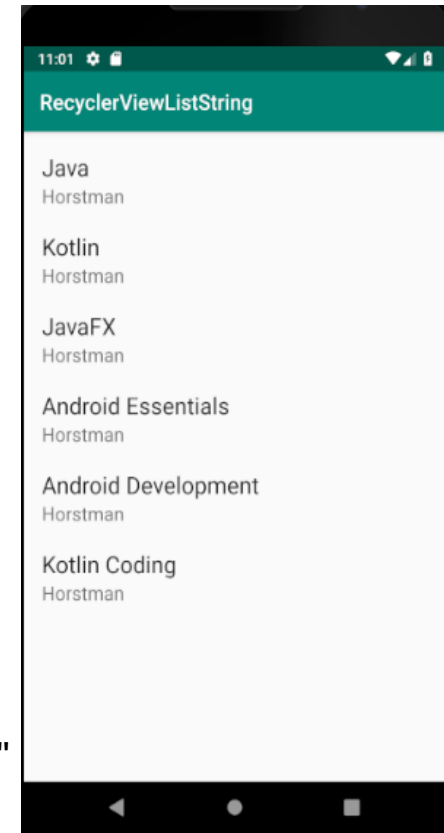 11:01
RecyclerViewListString
Java
Horstman
Kotlin
Horstman
JavaFX
Horstman
Android Essentials
Horstman
Android Development
Horstman
Kotlin Coding
Horstman
"